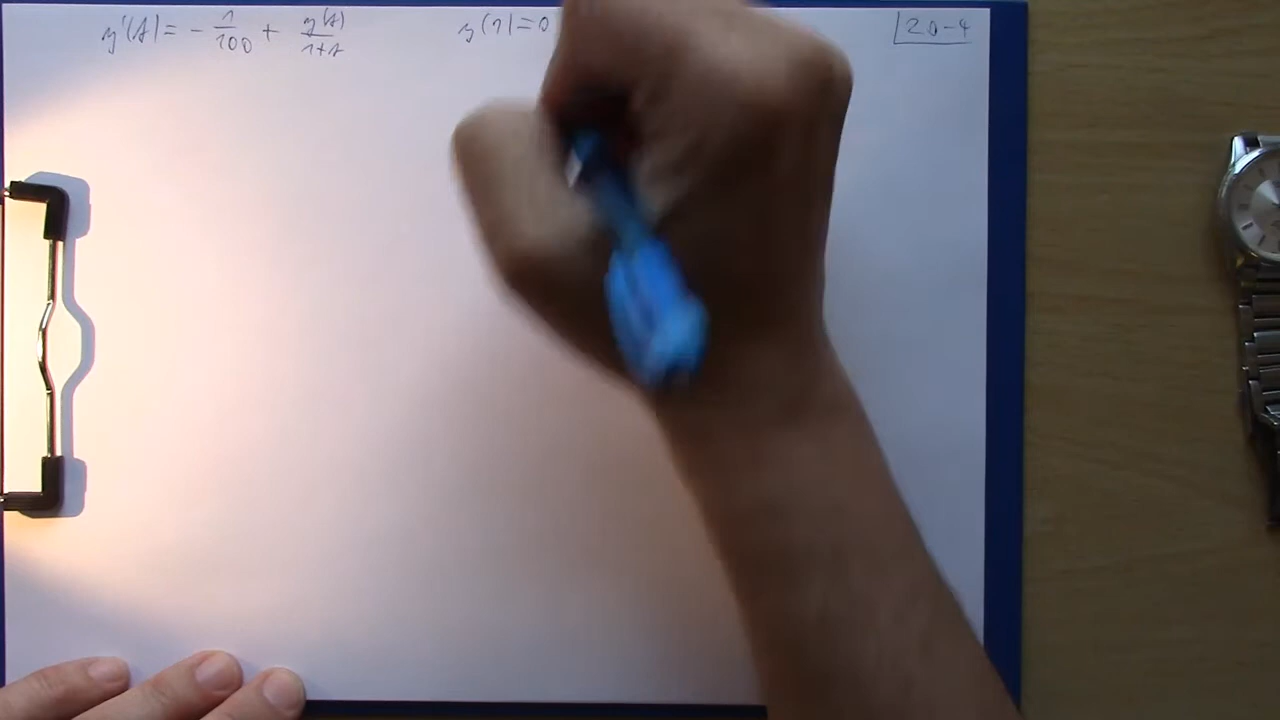 y'(t) = - 1/100 + y(t)/(1+t) y(1) = 0 20-4